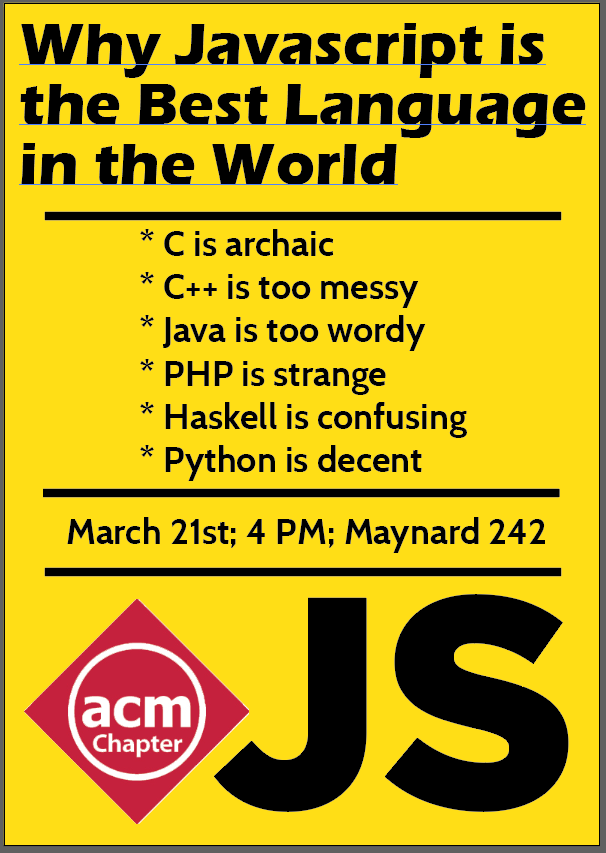 Why Javascript is
the Best Language
in the World
* C is archaic
* C++ is too messy
* Java is too wordy
* PHP is strange
* Haskell is confusing
* Python is decent
March 21st; 4 PM; Maynard 242
acm
Chapter
JS